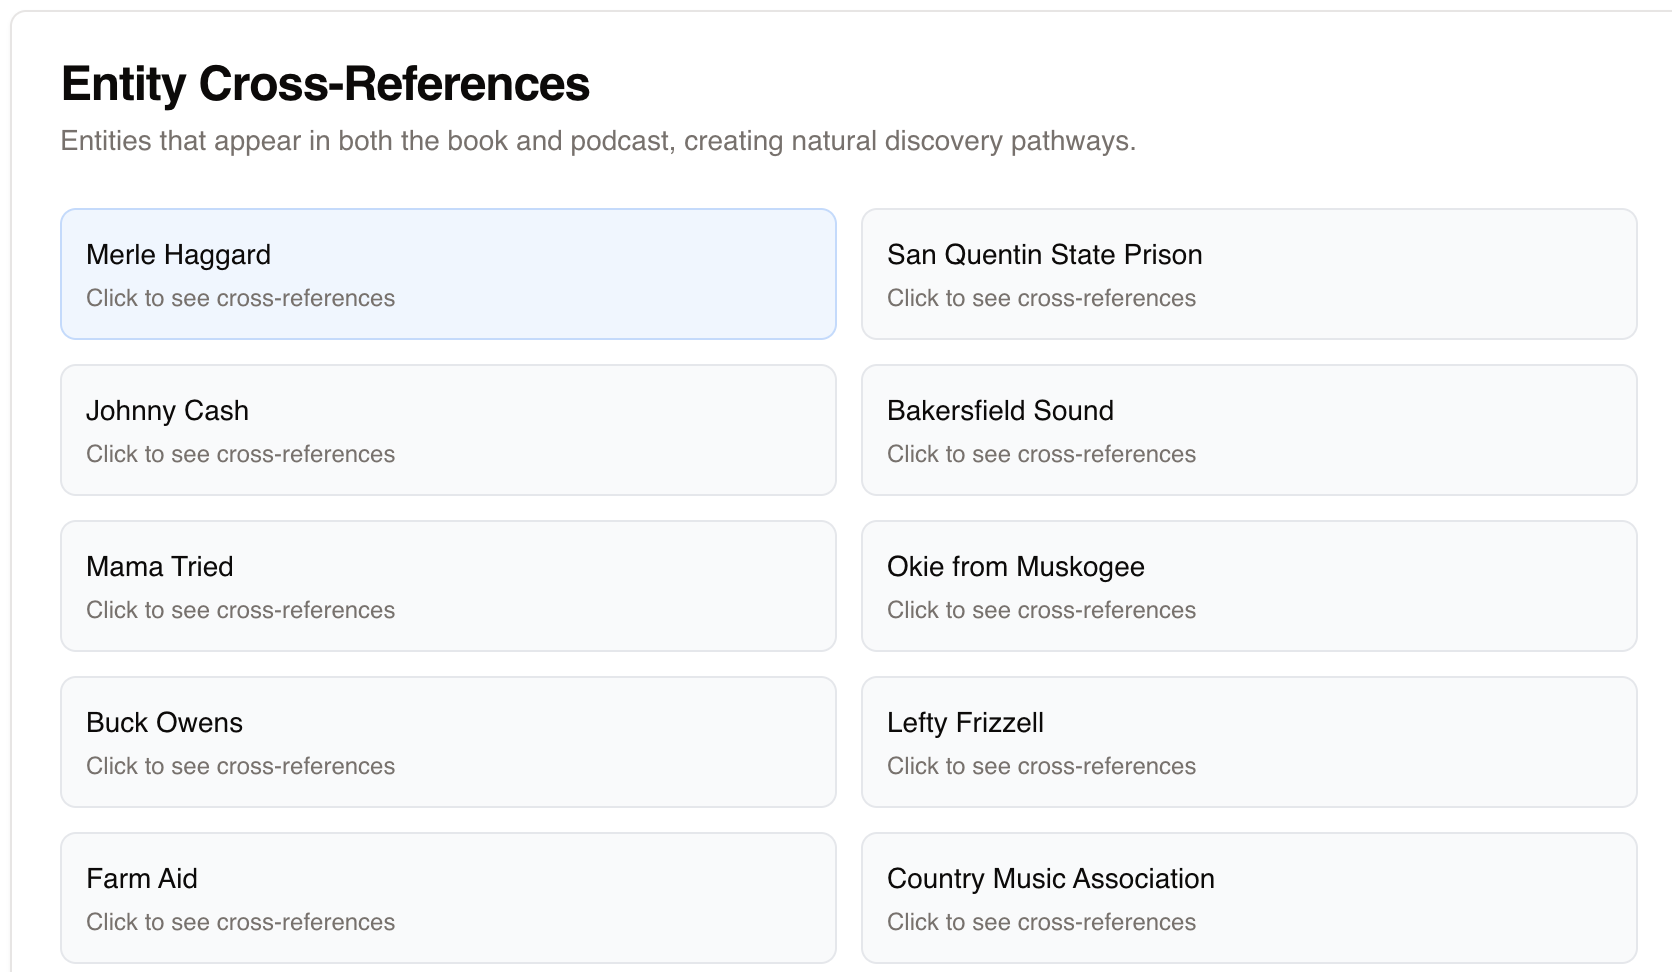 Entity Cross-References
Entities that appear in both the book and podcast, creating natural discovery pathways.
Merle Haggard
Click to see cross-references
San Quentin State Prison
Click to see cross-references
Johnny Cash
Click to see cross-references
Bakersfield Sound
Click to see cross-references
Mama Tried
Click to see cross-references
Okie from Muskogee
Click to see cross-references
Buck Owens
Click to see cross-references
Lefty Frizzell
Click to see cross-references
Farm Aid
Click to see cross-references
Country Music Association
Click to see cross-references